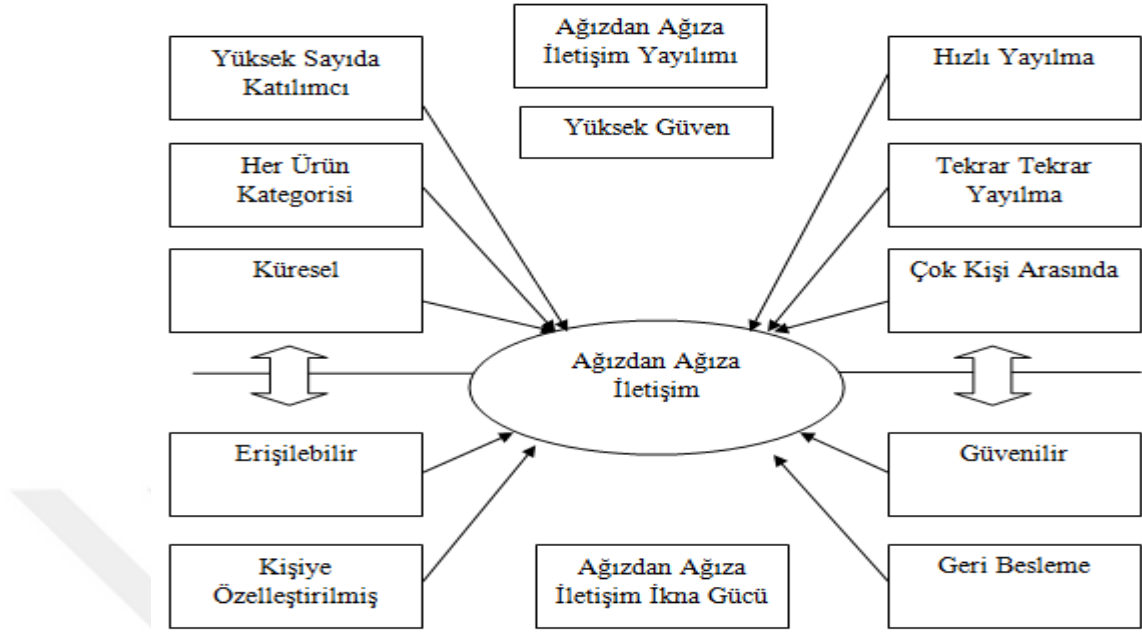 Ağızdan Ağıza
İletişim Yayılımı
Yüksek Sayıda
Katılımcı
Hızlı Yayılma
Yüksek Güven
Her Ürün
Kategorisi
Tekrar Tekrar
Yayılma
Küresel
Çok Kişi Arasında
Ağızdan Ağıza
İletişim
Erişilebilir
Güvenilir
Kişiye
Özelleştirilmiş
Ağızdan Ağıza
İletişim İkna Gücü
Geri Besleme